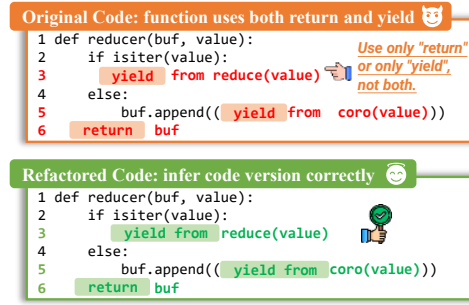 Original Code: function uses both return and yield
1 def reducer(buf, value):
2 if isiter(value):
3 yield from reduce(value)
4 else:
5 buf.append(( yield from coro(value)))
6 return buf
Use only "return"
or only "yield",
not both.
Refactored Code: infer code version correctly
1 def reducer(buf, value):
2 if isiter(value):
3 yield from reduce(value)
4 else:
5 buf.append(( yield from coro(value)))
6 return buf